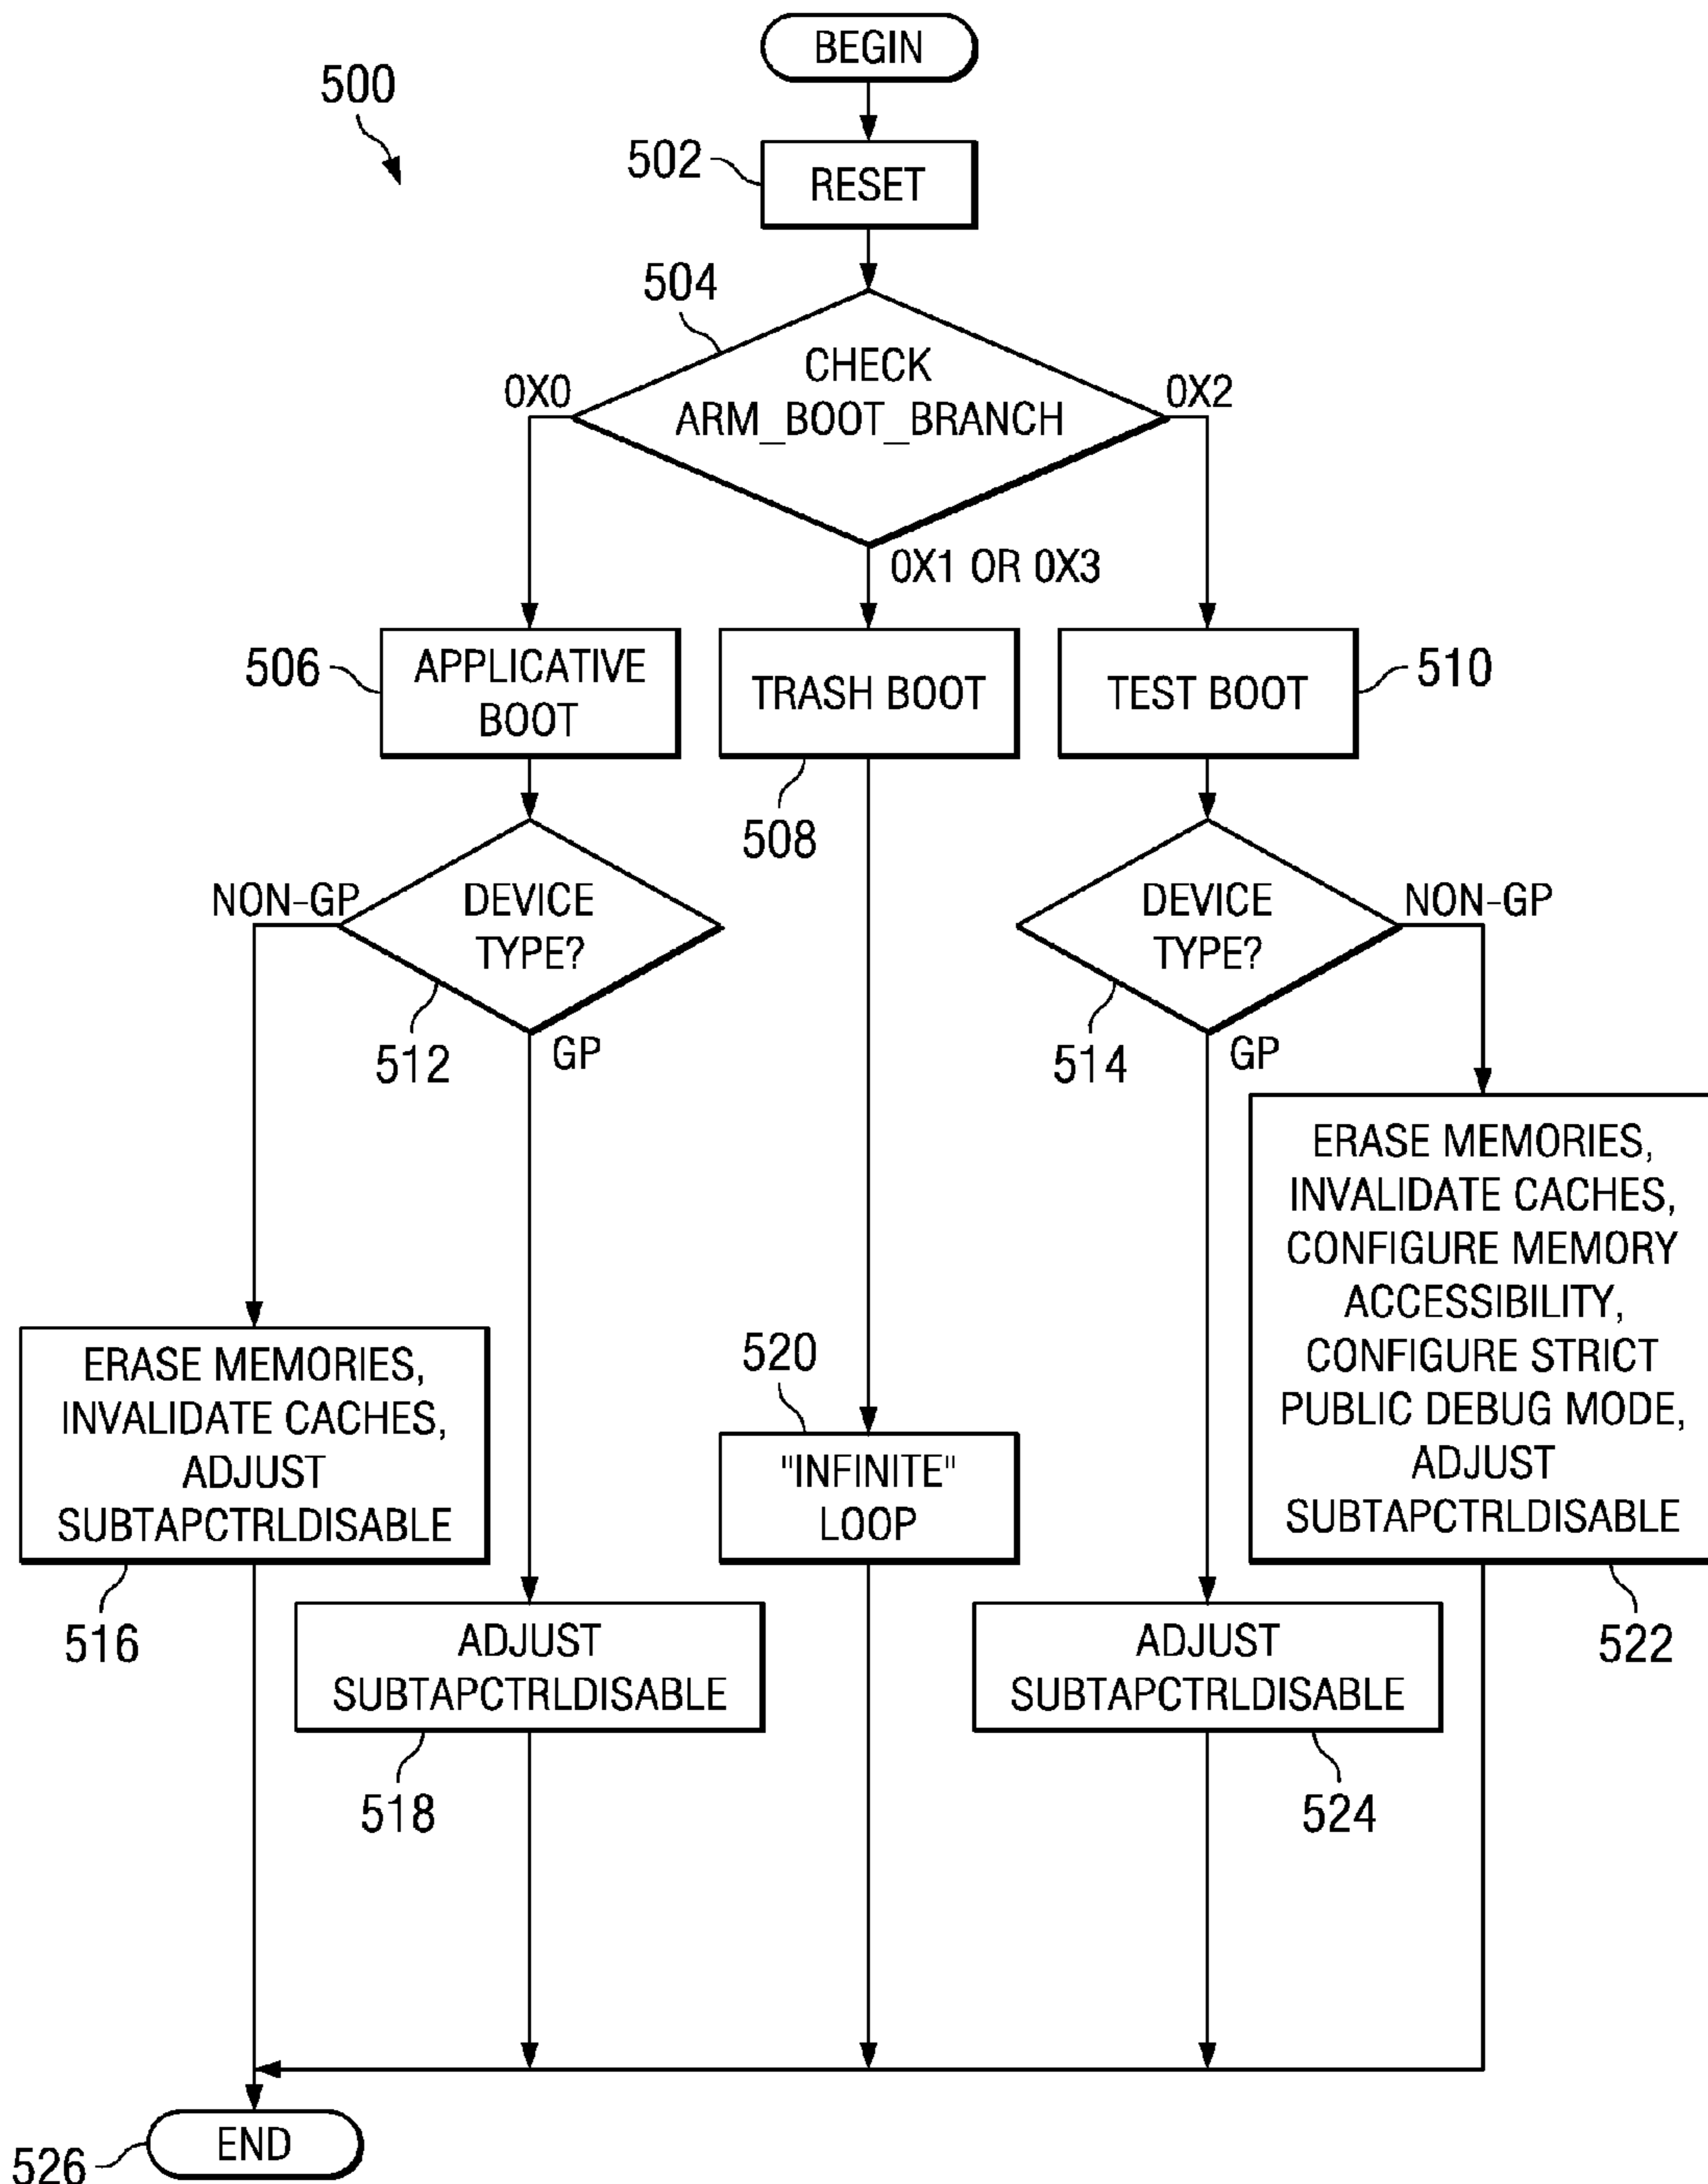 BEGIN
500
502
RESET
504
CHECK
ARM_BOOT_BRANCH
0X0
0X2
0X1 OR 0X3
506
APPLICATIVE
BOOT
TRASH BOOT
508
TEST BOOT
510
NON-GP
DEVICE
TYPE?
512
GP
DEVICE
TYPE?
NON-GP
514
GP
ERASE MEMORIES,
INVALIDATE CACHES,
ADJUST
SUBTAPCTRLDISABLE
516
ADJUST
SUBTAPCTRLDISABLE
518
520
"INFINITE"
LOOP
ADJUST
SUBTAPCTRLDISABLE
524
ERASE MEMORIES,
INVALIDATE CACHES,
CONFIGURE MEMORY
ACCESSIBILITY,
CONFIGURE STRICT
PUBLIC DEBUG MODE,
ADJUST
SUBTAPCTRLDISABLE
522
END
526